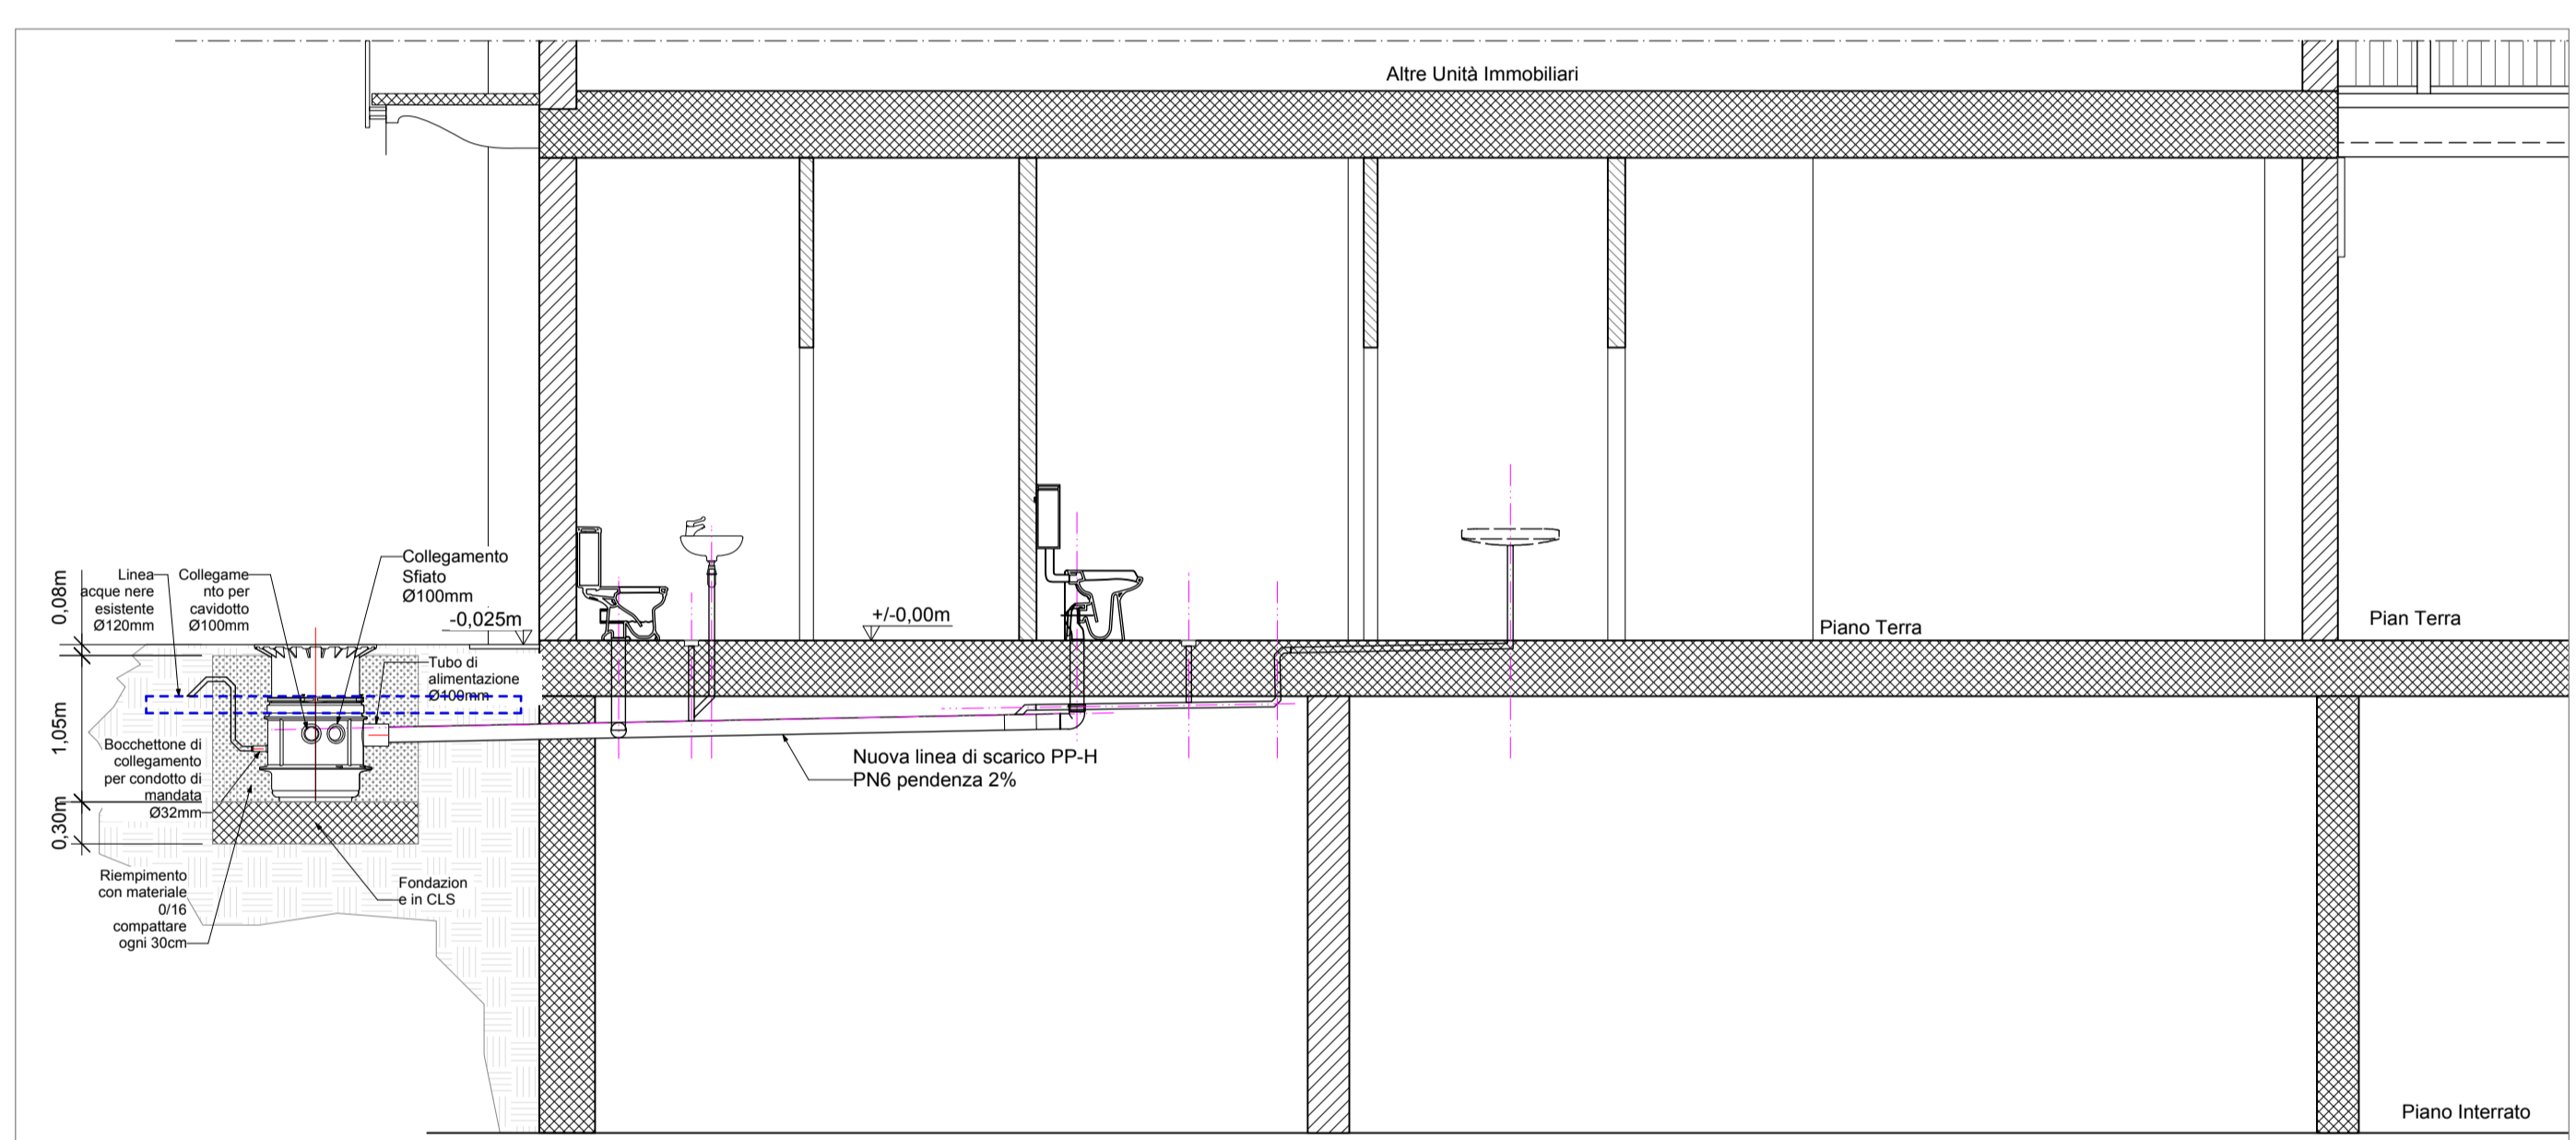 Altre Unità Immobiliari
Collegamento
Sfiato
Ø100mm
Linea
acque nere
esistente
Ø120mm
Collegame
nto per
cavidotto
Ø100mm
0,08m
-0,025m
+/-0,00m
Piano Terra
Pian Terra
Tubo di
alimentazione
Ø100mm
1,05m
Bocchettone di
collegamento
per condotto di
mandata
Ø32mm
Nuova linea di scarico PP-H
PN6 pendenza 2%
0,30m
Riempimento
con materiale
0/16
compattare
ogni 30cm
Fondazion
e in CLS
Piano Interrato